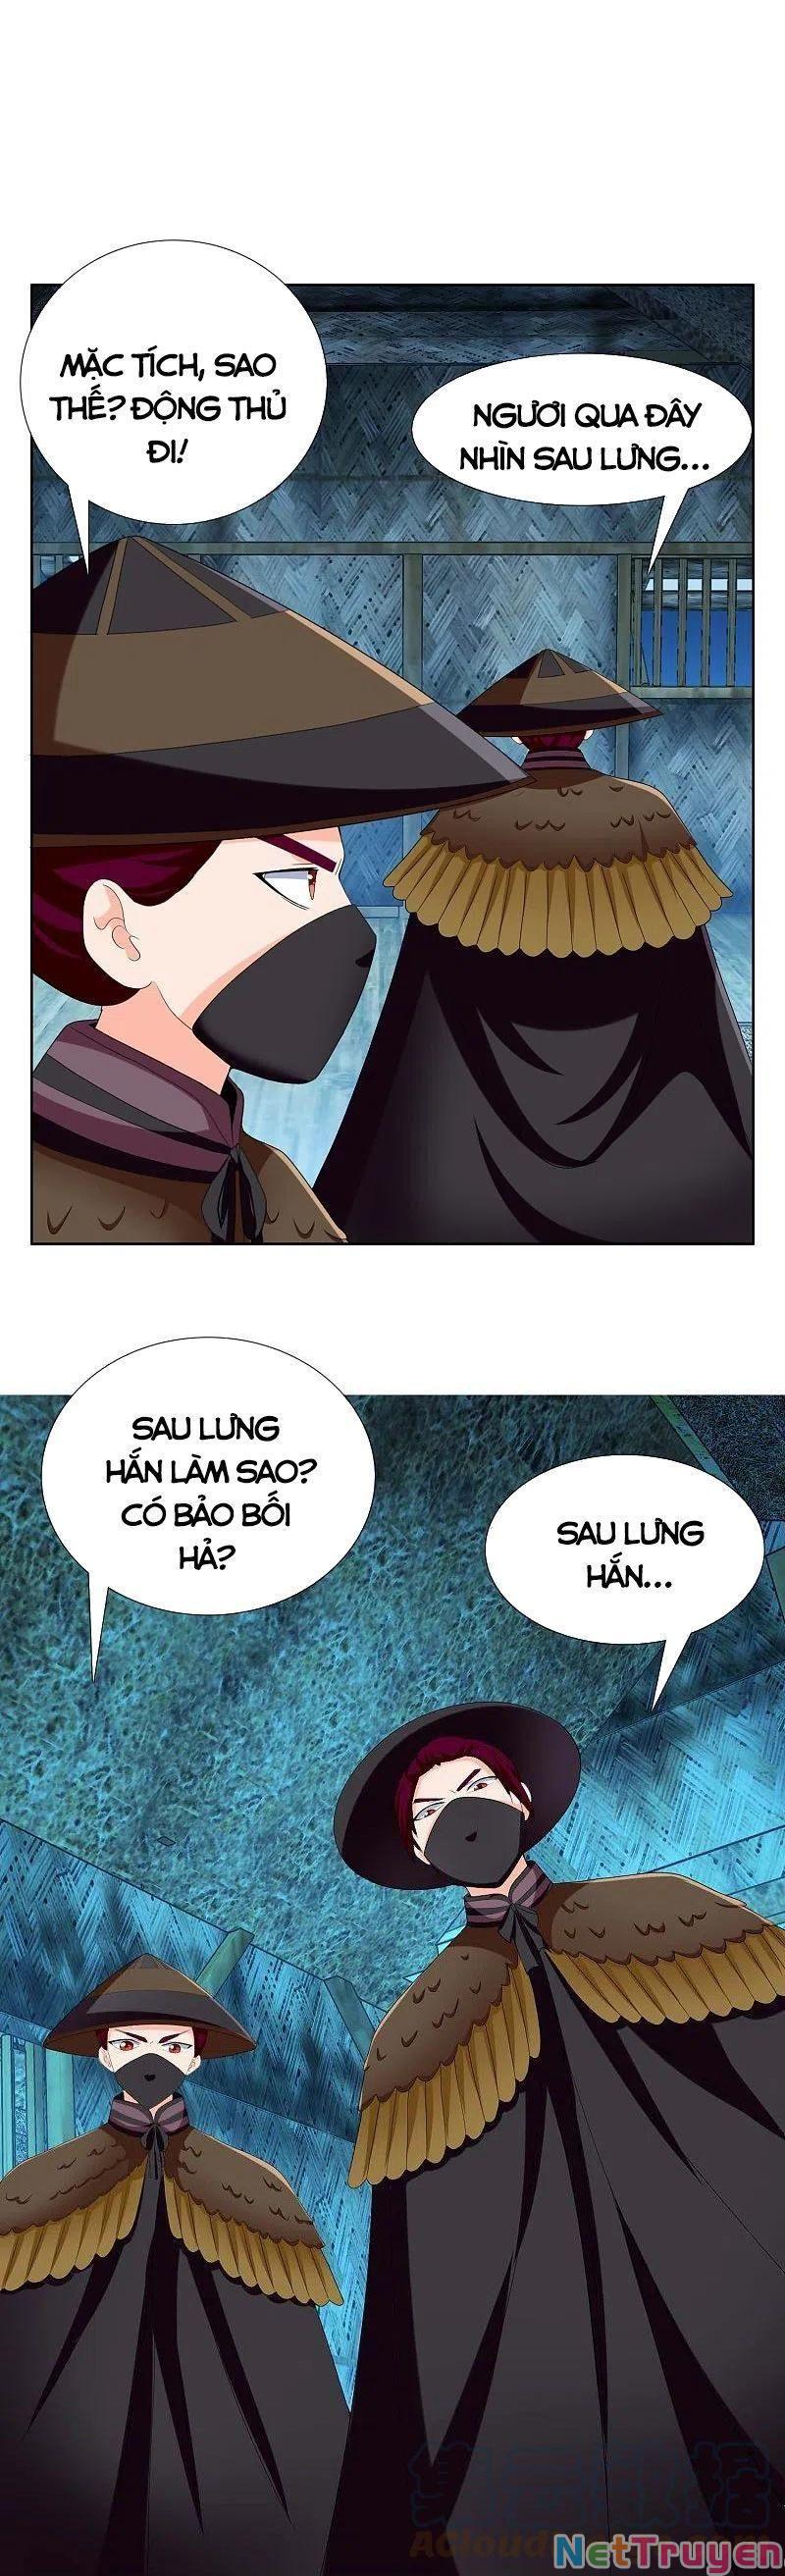 MẶC TÍCH, SAO
THẾ? ĐỘNG THỦ
ĐI!
NGƯƠI QUA ĐÂY
NHÌN SAU LƯNG...
SAU LƯNG
HẮN LÀM SAO?
CÓ BẢO BỐI
HẢ?
SAU LƯNG
HẮN...
NetTruyen